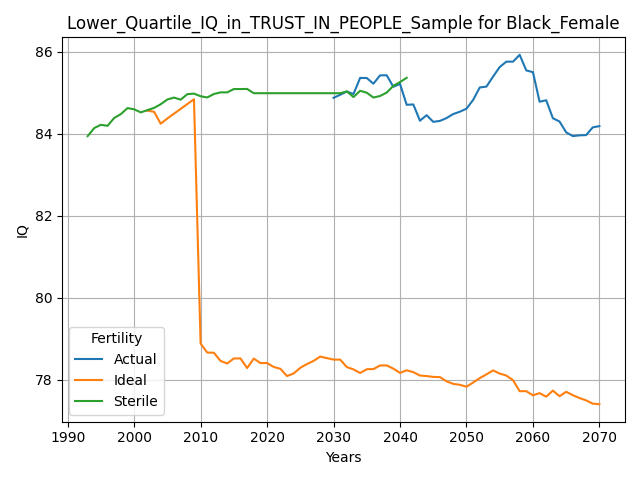 Lower_Quartile_IQ_in_TRUST_IN_PEOPLE_Sample for Black_Female
86
84
82
80
78
IQ
Fertility
Actual
Ideal
Sterile
1990 2000 2010 2020 2030 2040 2050 2060 2070
Years